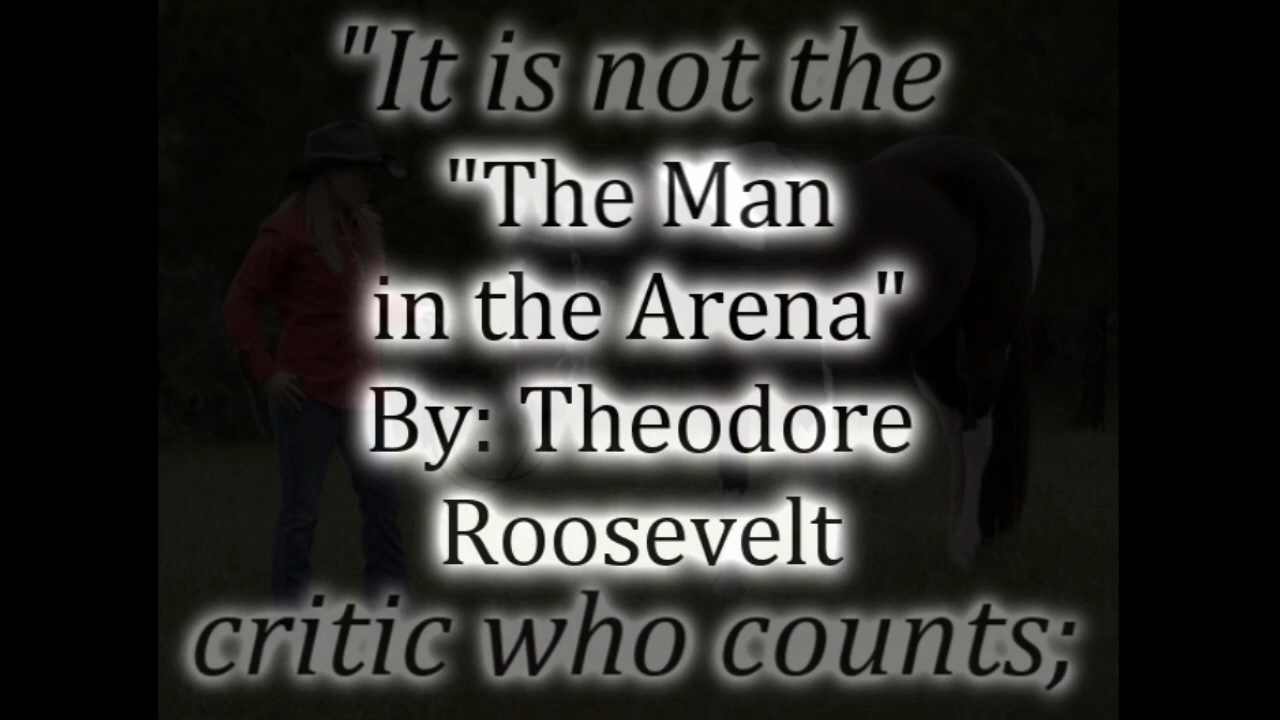 "It is not the
"The Man
in the Arena"
By: Theodore
Roosevelt
critic who counts;